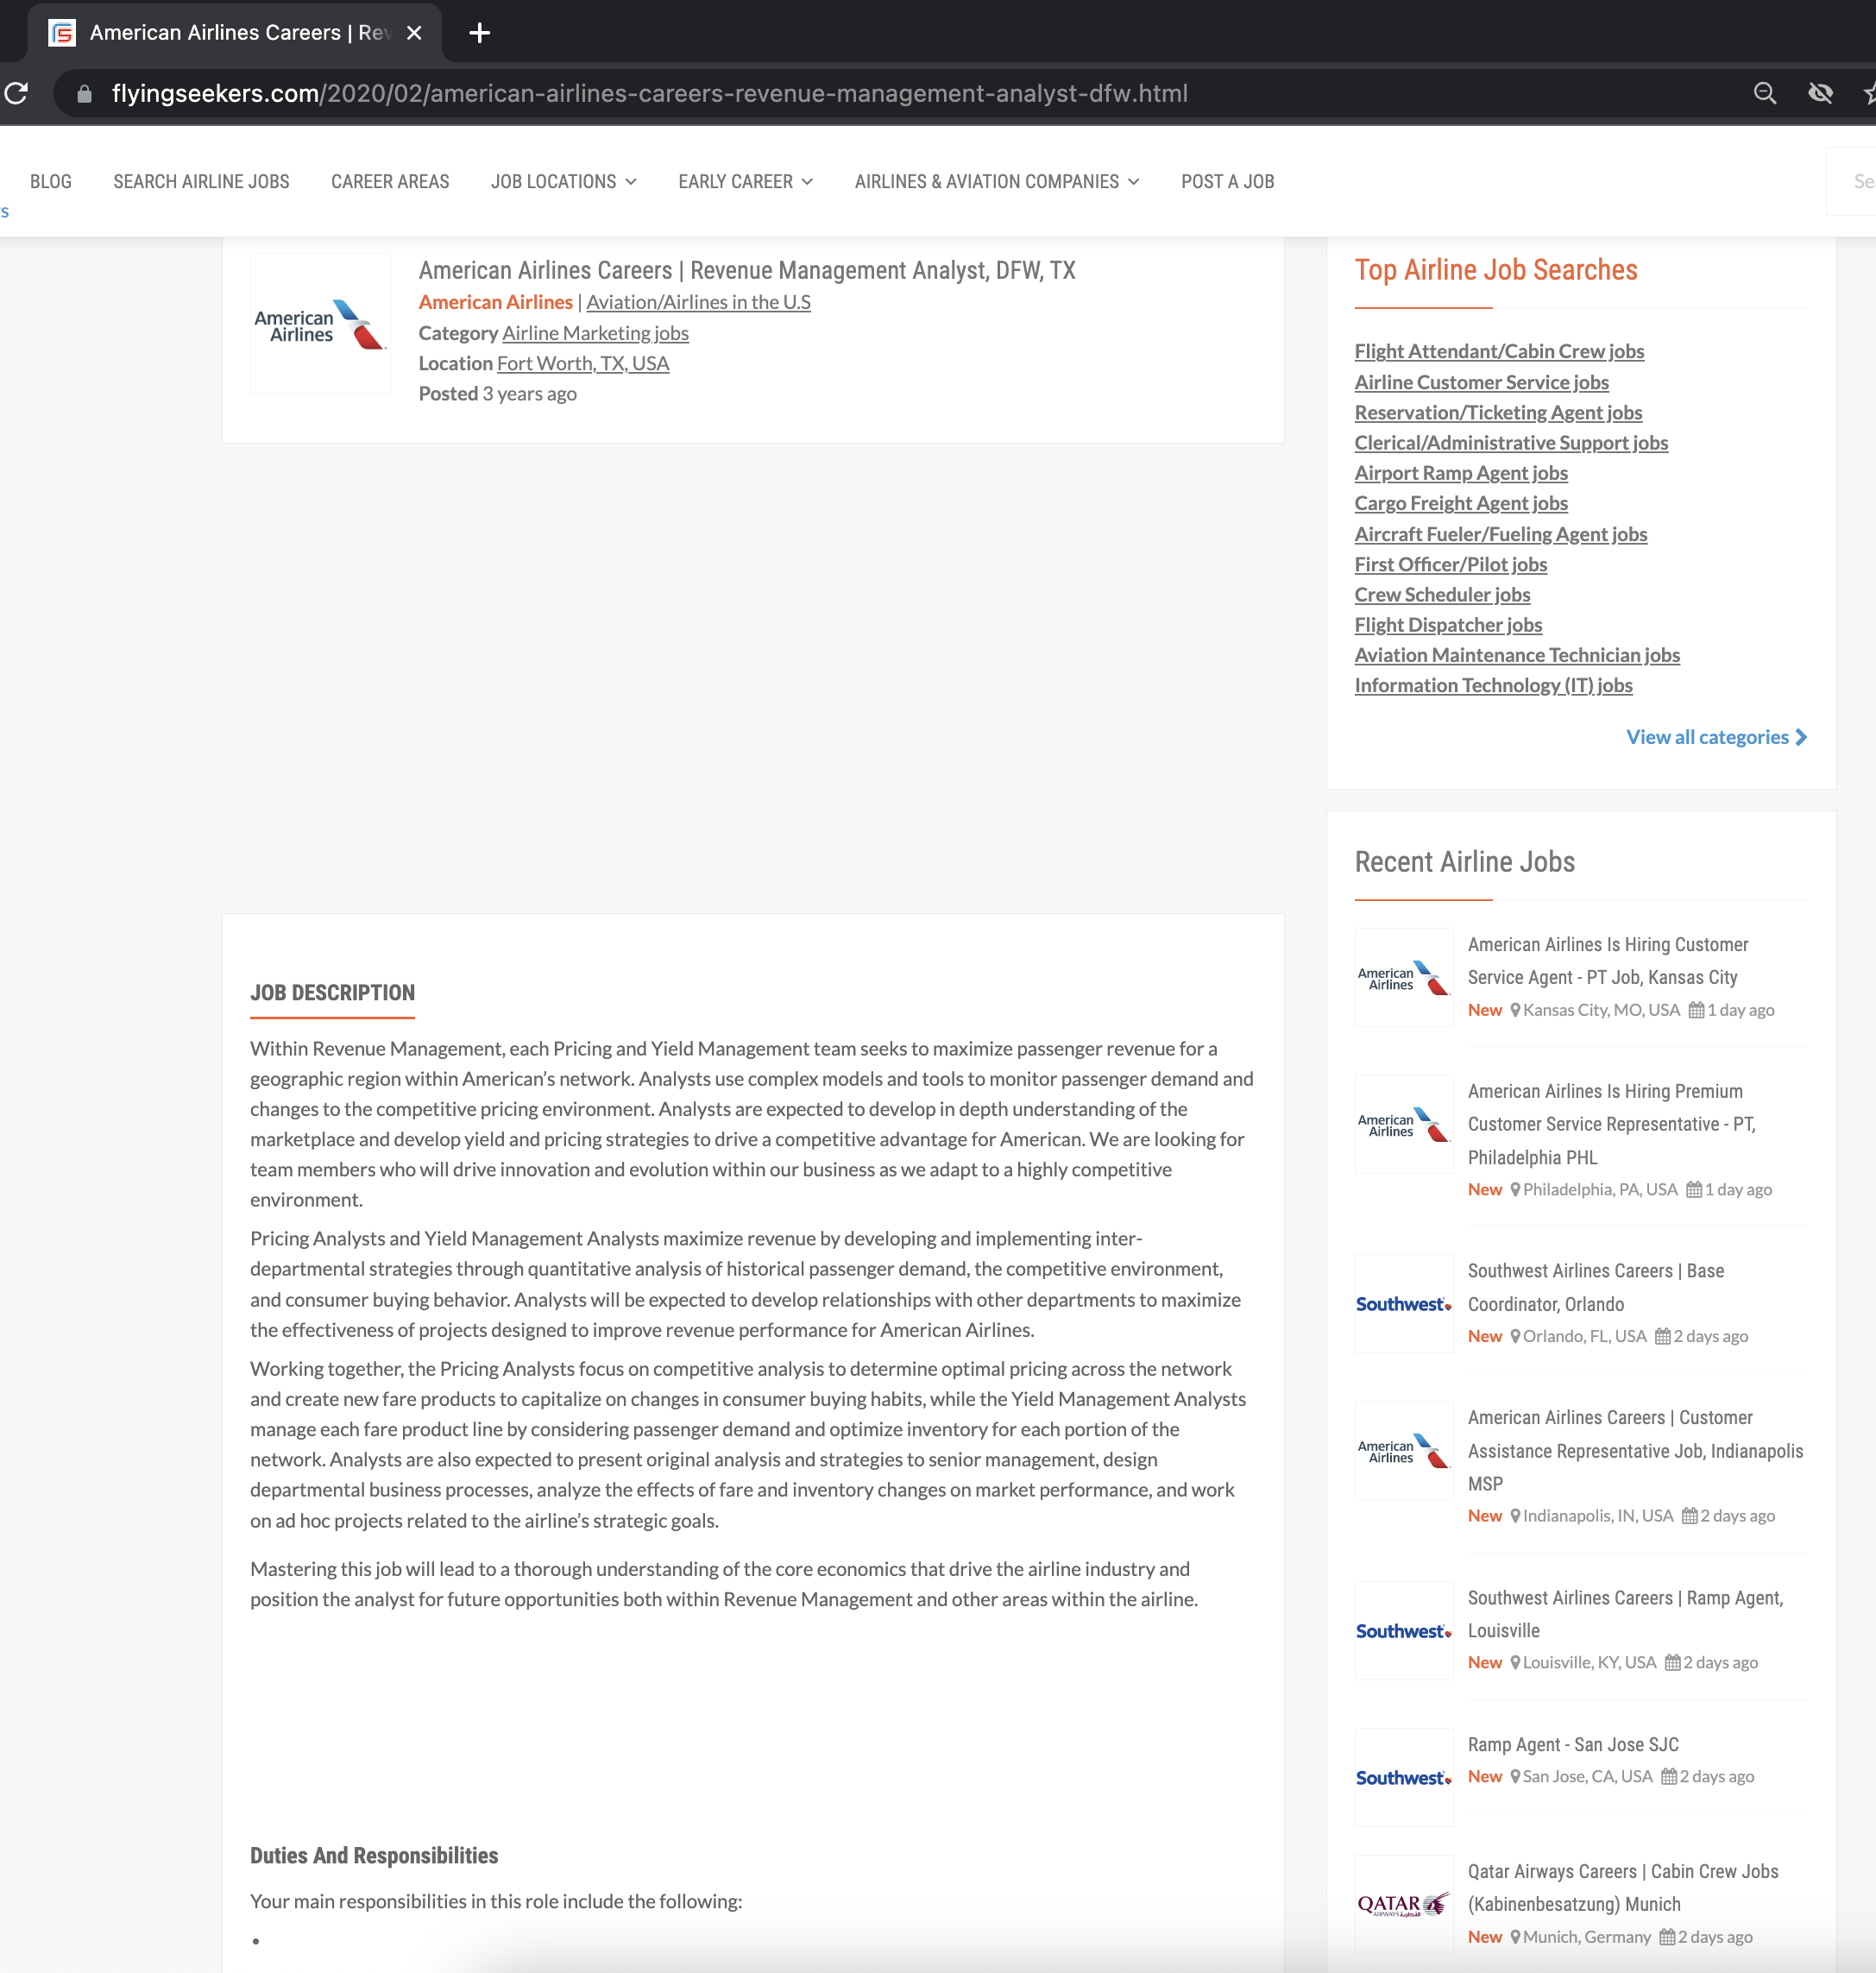 American Airlines Careers | Rev
flyingseekers.com/2020/02/american-airlines-careers-revenue-management-analyst-dfw.html
BLOG SEARCH AIRLINE JOBS CAREER AREAS JOB LOCATIONS EARLY CAREER AIRLINES & AVIATION COMPANIES POST A JOB Se
s
American Airlines
American Airlines Careers | Revenue Management Analyst, DFW, TX
American Airlines | Aviation/Airlines in the U.S
Category Airline Marketing jobs
Location Fort Worth, TX, USA
Posted 3 years ago
JOB DESCRIPTION
Within Revenue Management, each Pricing and Yield Management team seeks to maximize passenger revenue for a
geographic region within American’s network. Analysts use complex models and tools to monitor passenger demand and
changes to the competitive pricing environment. Analysts are expected to develop in depth understanding of the
marketplace and develop yield and pricing strategies to drive a competitive advantage for American. We are looking for
team members who will drive innovation and evolution within our business as we adapt to a highly competitive
environment.
Pricing Analysts and Yield Management Analysts maximize revenue by developing and implementing inter-
departmental strategies through quantitative analysis of historical passenger demand, the competitive environment,
and consumer buying behavior. Analysts will be expected to develop relationships with other departments to maximize
the effectiveness of projects designed to improve revenue performance for American Airlines.
Working together, the Pricing Analysts focus on competitive analysis to determine optimal pricing across the network
and create new fare products to capitalize on changes in consumer buying habits, while the Yield Management Analysts
manage each fare product line by considering passenger demand and optimize inventory for each portion of the
network. Analysts are also expected to present original analysis and strategies to senior management, design
departmental business processes, analyze the effects of fare and inventory changes on market performance, and work
on ad hoc projects related to the airline’s strategic goals.
Mastering this job will lead to a thorough understanding of the core economics that drive the airline industry and
position the analyst for future opportunities both within Revenue Management and other areas within the airline.
Duties And Responsibilities
Your main responsibilities in this role include the following:
•
Top Airline Job Searches
Flight Attendant/Cabin Crew jobs
Airline Customer Service jobs
Reservation/Ticketing Agent jobs
Clerical/Administrative Support jobs
Airport Ramp Agent jobs
Cargo Freight Agent jobs
Aircraft Fueler/Fueling Agent jobs
First Officer/Pilot jobs
Crew Scheduler jobs
Flight Dispatcher jobs
Aviation Maintenance Technician jobs
Information Technology (IT) jobs
View all categories
Recent Airline Jobs
American Airlines
American Airlines Is Hiring Customer
Service Agent - PT Job, Kansas City
New Kansas City, MO, USA 1 day ago
American Airlines
American Airlines Is Hiring Premium
Customer Service Representative - PT,
Philadelphia PHL
New Philadelphia, PA, USA 1 day ago
Southwest
Southwest Airlines Careers | Base
Coordinator, Orlando
New Orlando, FL, USA 2 days ago
American Airlines
American Airlines Careers | Customer
Assistance Representative Job, Indianapolis
MSP
New Indianapolis, IN, USA 2 days ago
Southwest
Southwest Airlines Careers | Ramp Agent,
Louisville
New Louisville, KY, USA 2 days ago
Southwest
Ramp Agent - San Jose SJC
New San Jose, CA, USA 2 days ago
QATAR
AIRWAYS القطرية
Qatar Airways Careers | Cabin Crew Jobs
(Kabinenbesatzung) Munich
New Munich, Germany 2 days ago